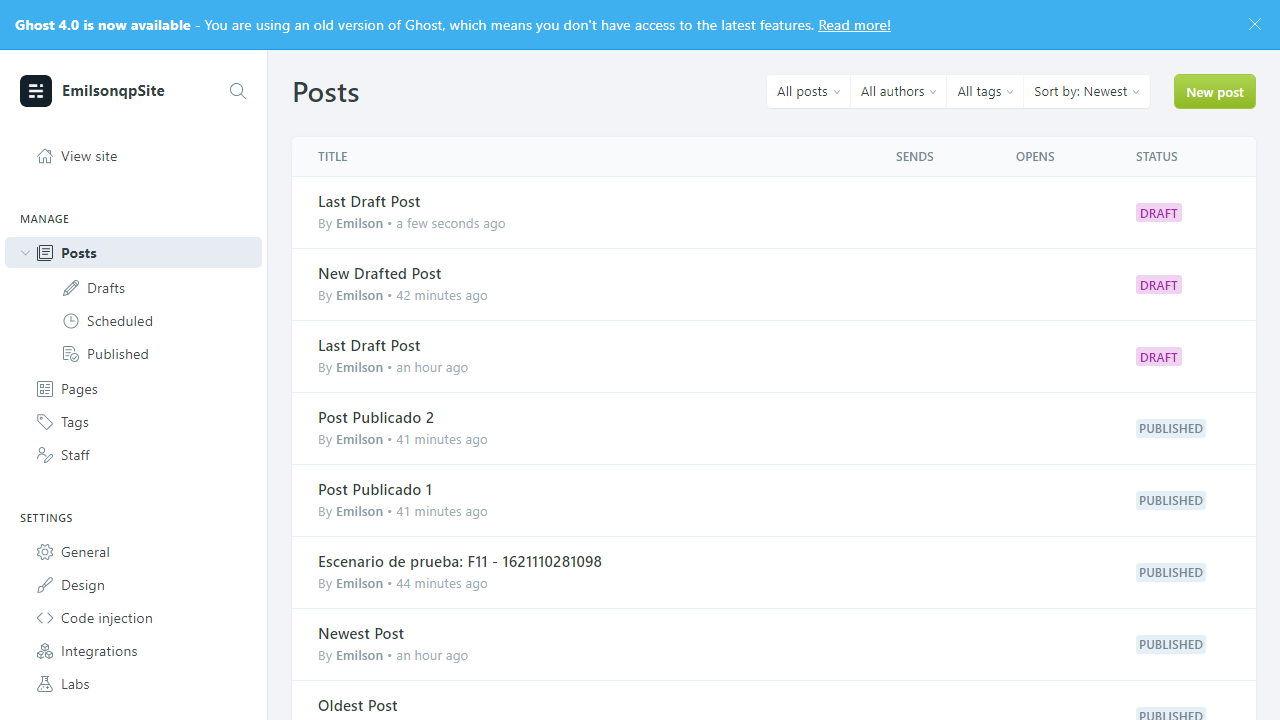 Ghost 4.0 is now available - You are using an old version of Ghost, which means you don't have access to the latest features. Read more!
EmilsonqpSite
View site
MANAGE
Posts
Drafts
Scheduled
Published
Pages
Tags
Staff
SETTINGS
General
Design
Code injection
Integrations
Labs
Posts
All posts
All authors
All tags
Sort by: Newest
New post
TITLE SENDS OPENS STATUS
Last Draft Post
By Emilson • a few seconds ago
DRAFT
New Drafted Post
By Emilson • 42 minutes ago
DRAFT
Last Draft Post
By Emilson • an hour ago
DRAFT
Post Publicado 2
By Emilson • 41 minutes ago
PUBLISHED
Post Publicado 1
By Emilson • 41 minutes ago
PUBLISHED
Escenario de prueba: F11 - 1621110281098
By Emilson • 44 minutes ago
PUBLISHED
Newest Post
By Emilson • an hour ago
PUBLISHED
Oldest Post
PUBLISHED